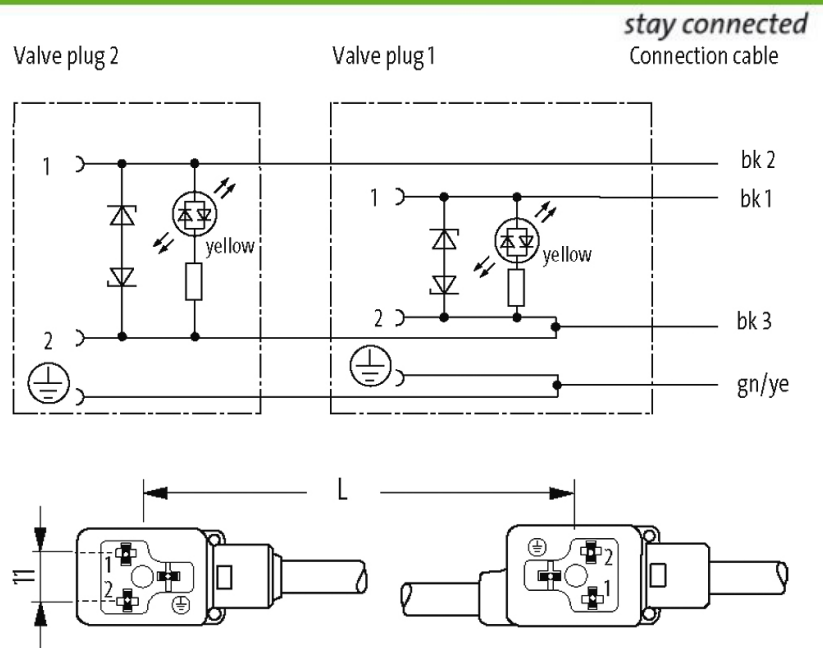 stay connected
Valve plug 2
Valve plug 1
Connection cable
1
bk 2
1
bk 1
yellow
yellow
2
2
bk 3
gn/ye
L
11
1
2
2
1